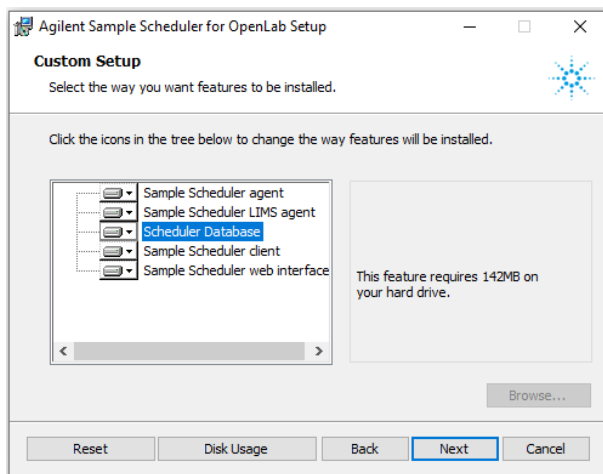 Agilent Sample Scheduler for OpenLab Setup
Custom Setup
Select the way you want features to be installed.
Click the icons in the tree below to change the way features will be installed.
Sample Scheduler agent
Sample Scheduler LIMS agent
Scheduler Database
Sample Scheduler client
Sample Scheduler web interface
This feature requires 142MB on
your hard drive.
Browse...
Reset
Disk Usage
Back
Next
Cancel